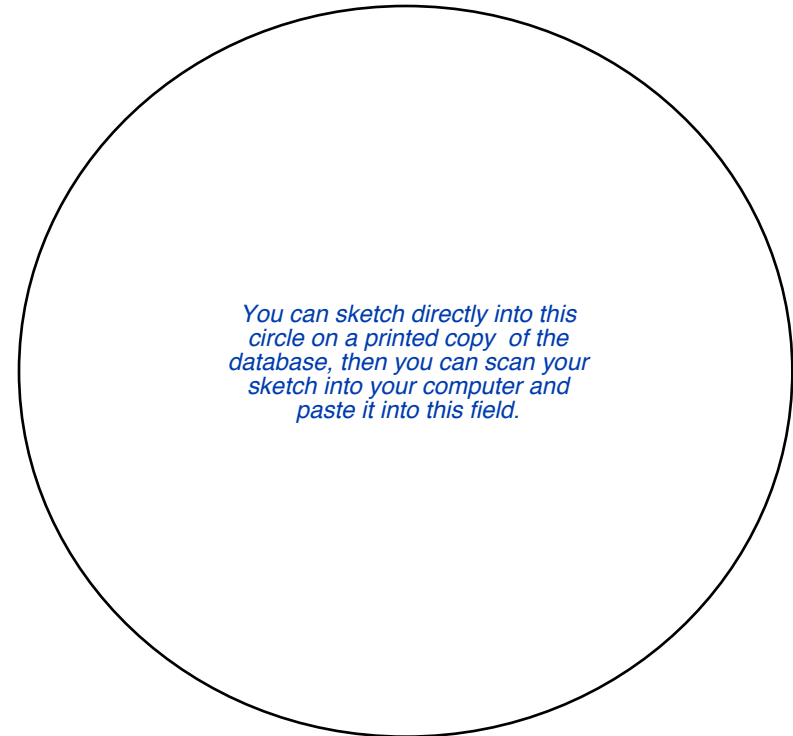 You can sketch directly into this
circle on a printed copy  of the
database, then you can scan your
sketch into your computer and
paste it into this field.